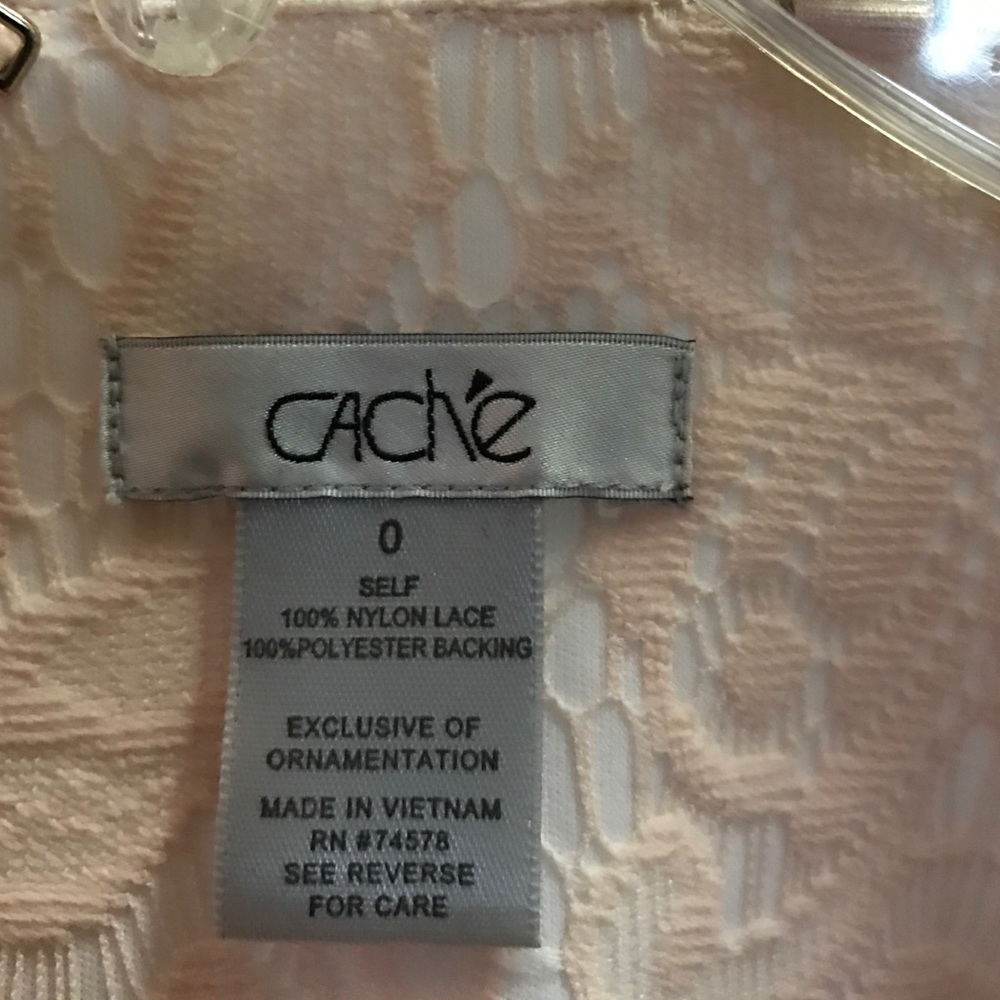 CACHÉ
0
SELF
100% NYLON LACE
100%POLYESTER BACKING
EXCLUSIVE OF
ORNAMENTATION
MADE IN VIETNAM
RN #74578
SEE REVERSE
FOR CARE